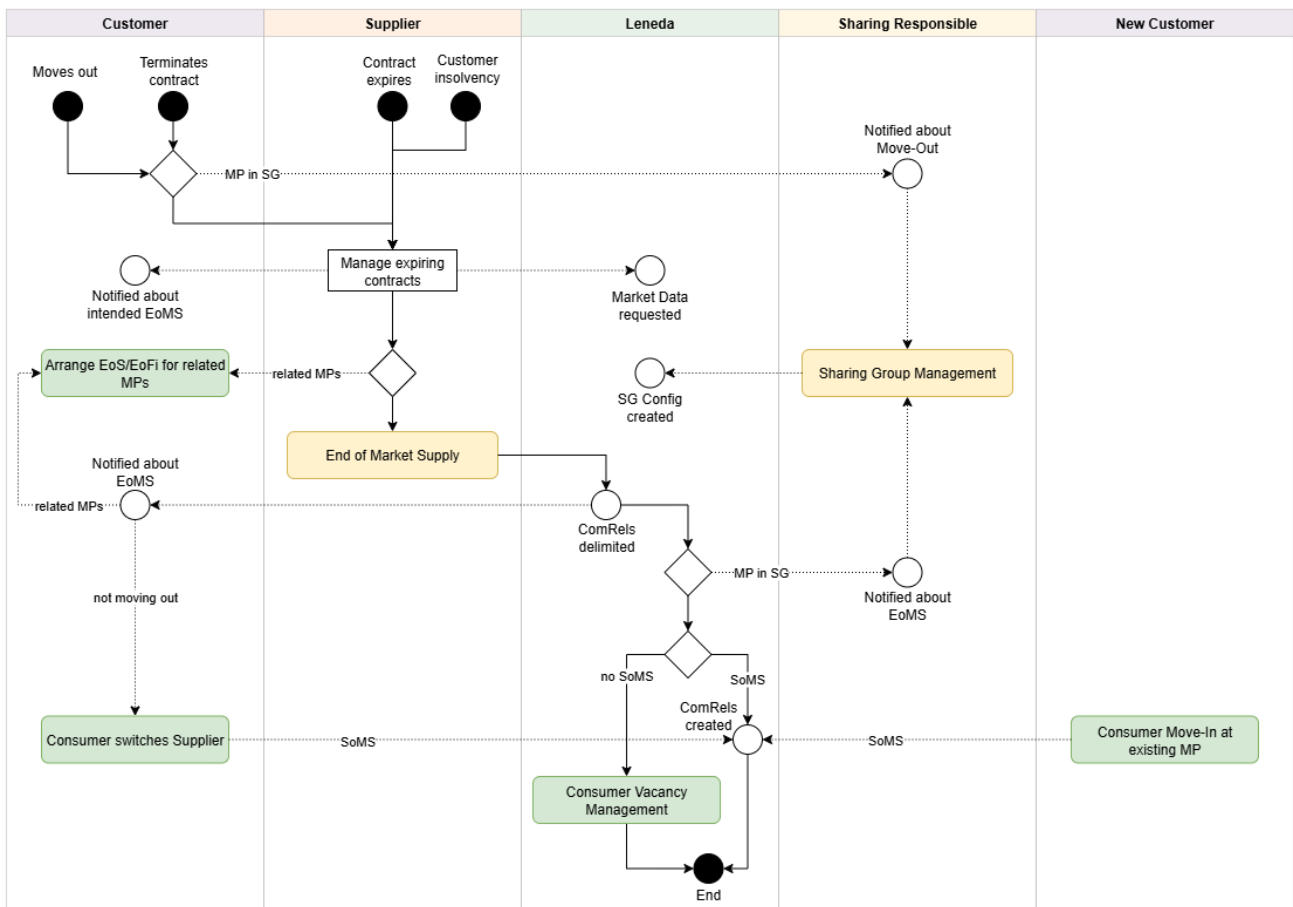 Customer
Supplier
Leneda
Sharing Responsible
New Customer
Moves out
Terminates
contract
Contract
expires
Customer
insolvency
Notified about
Move-Out
MP in SG
Manage expiring
contracts
Notified about
intended EoMS
Market Data
requested
Arrange EoS/EoFi for related
MPs
related MPs
Sharing Group Management
SG Config
created
End of Market Supply
Notified about
EoMS
related MPs
ComRels
delimited
MP in SG
Notified about
EoMS
not moving out
no SoMS
SoMS
ComRels
created
Consumer switches Supplier
SoMS
SoMS
Consumer Move-In at
existing MP
Consumer Vacancy
Management
End